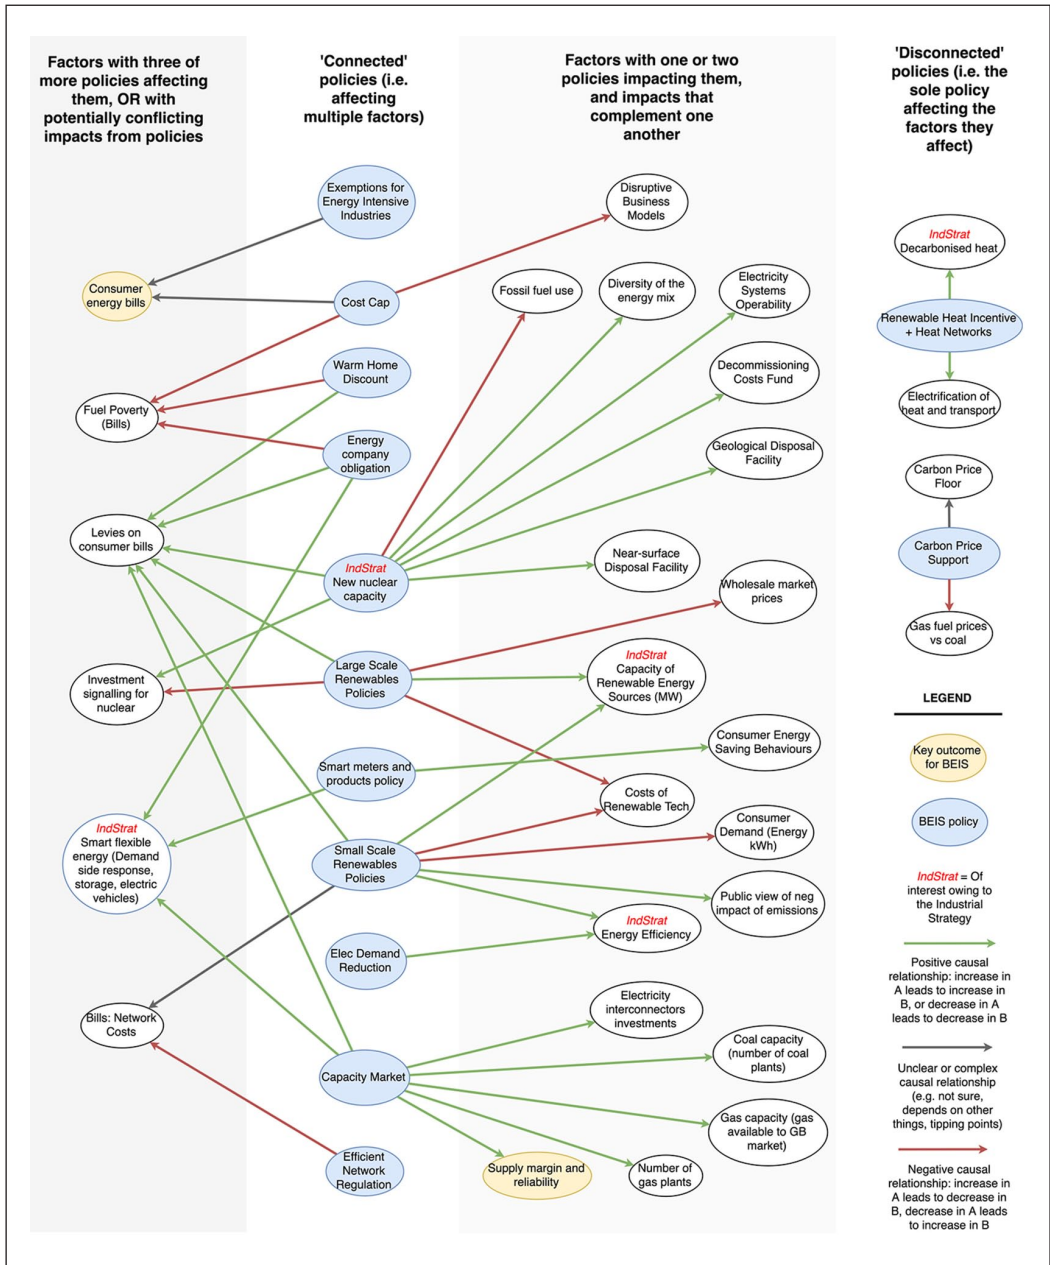 Factors with three of
more policies affecting
them, OR with
potentially conflicting
impacts from policies
'Connected'
policies (i.e.
affecting
multiple factors)
Factors with one or two
policies impacting them,
and impacts that
complement one
another
'Disconnected'
policies (i.e. the
sole policy
affecting the
factors they
affect)
Consumer
energy bills
Fuel Poverty
(Bills)
Levies on
consumer bills
Investment
signalling for
nuclear
IndStrat
Smart flexible
energy (Demand
side response,
storage, electric
vehicles)
Bills: Network
Costs
Exemptions for
Energy Intensive
Industries
Cost Cap
Warm Home
Discount
Energy
company
obligation
IndStrat
New nuclear
capacity
Large Scale
Renewables
Policies
Smart meters and
products policy
Small Scale
Renewables
Policies
Elec Demand
Reduction
Capacity Market
Efficient
Network
Regulation
Disruptive
Business
Models
Fossil fuel use
Diversity of the
energy mix
Electricity
Systems
Operability
Decommissioning
Costs Fund
Geological Disposal
Facility
Near-surface
Disposal Facility
Wholesale market
prices
IndStrat
Capacity of
Renewable Energy
Sources (MW)
Consumer Energy
Saving Behaviours
Costs of
Renewable Tech
Consumer
Demand (Energy
kWh)
Public view of neg
impact of emissions
IndStrat
Energy Efficiency
Electricity
interconnectors
investments
Coal capacity
(number of coal
plants)
Gas capacity (gas
available to GB
market)
Number of
gas plants
Supply margin and
reliability
IndStrat
Decarbonised heat
Renewable Heat Incentive
+ Heat Networks
Electrification of
heat and transport
Carbon Price
Floor
Carbon Price
Support
Gas fuel prices
vs coal
LEGEND
Key outcome
for BEIS
BEIS policy
IndStrat = Of
interest owing to
the Industrial
Strategy
Positive causal
relationship: increase in
A leads to increase in
B, or decrease in A
leads to decrease in B
Unclear or complex
causal relationship
(e.g. not sure,
depends on other
things, tipping points)
Negative causal
relationship: increase in
A leads to decrease in
B, decrease in A leads
to increase in B